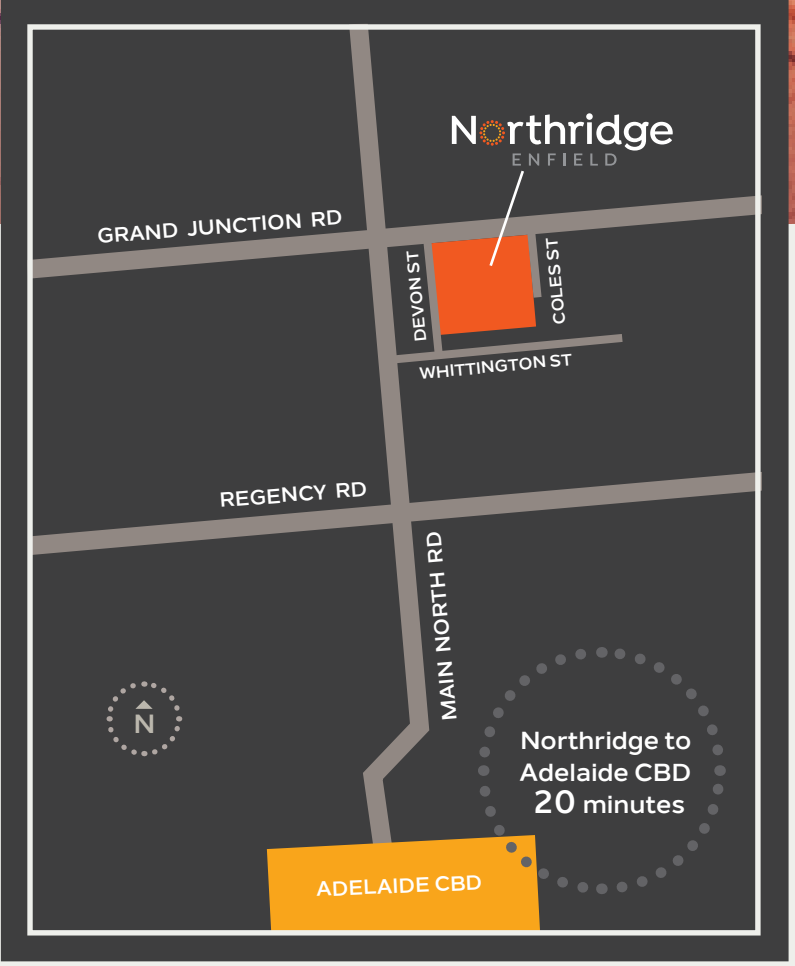 Northridge
ENFIELD
GRAND JUNCTION RD
DEVON ST
COLES ST
WHITTINGTON ST
REGENCY RD
MAIN NORTH RD
N
Northridge to
Adelaide CBD
20 minutes
ADELAIDE CBD